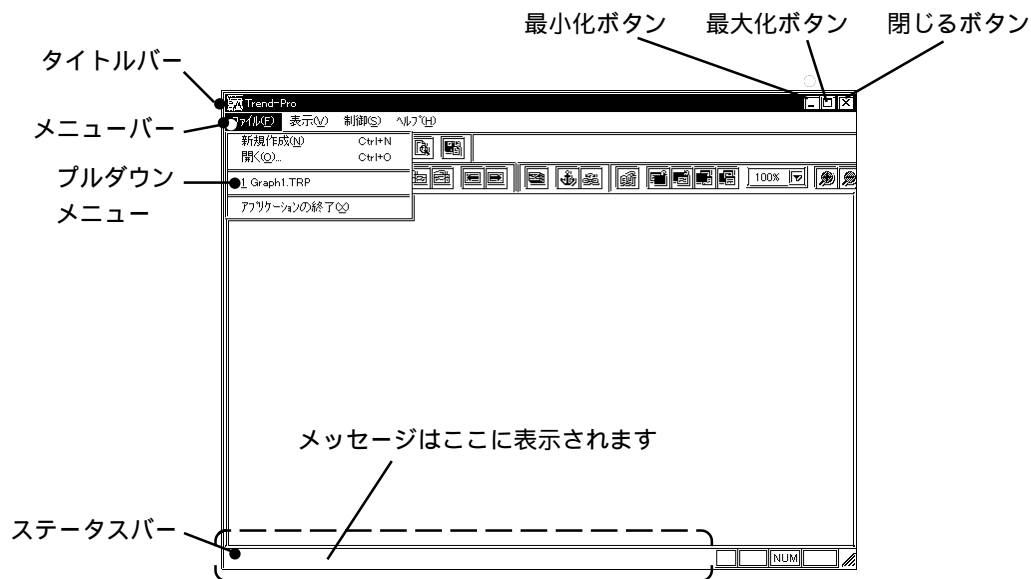 最小化ボタン 最大化ボタン 閉じるボタン
タイトルバー
Trend-Pro
メニューバー
ファイル(F) 表示(V) 制御(S) ヘルプ(H)
新規作成(N) Ctrl+N
開く(O)... Ctrl+O
プルダウン
メニュー
1 Graph1.TRP
100%
アプリケーションの終了(X)
メッセージはここに表示されます
ステータスバー
NUM